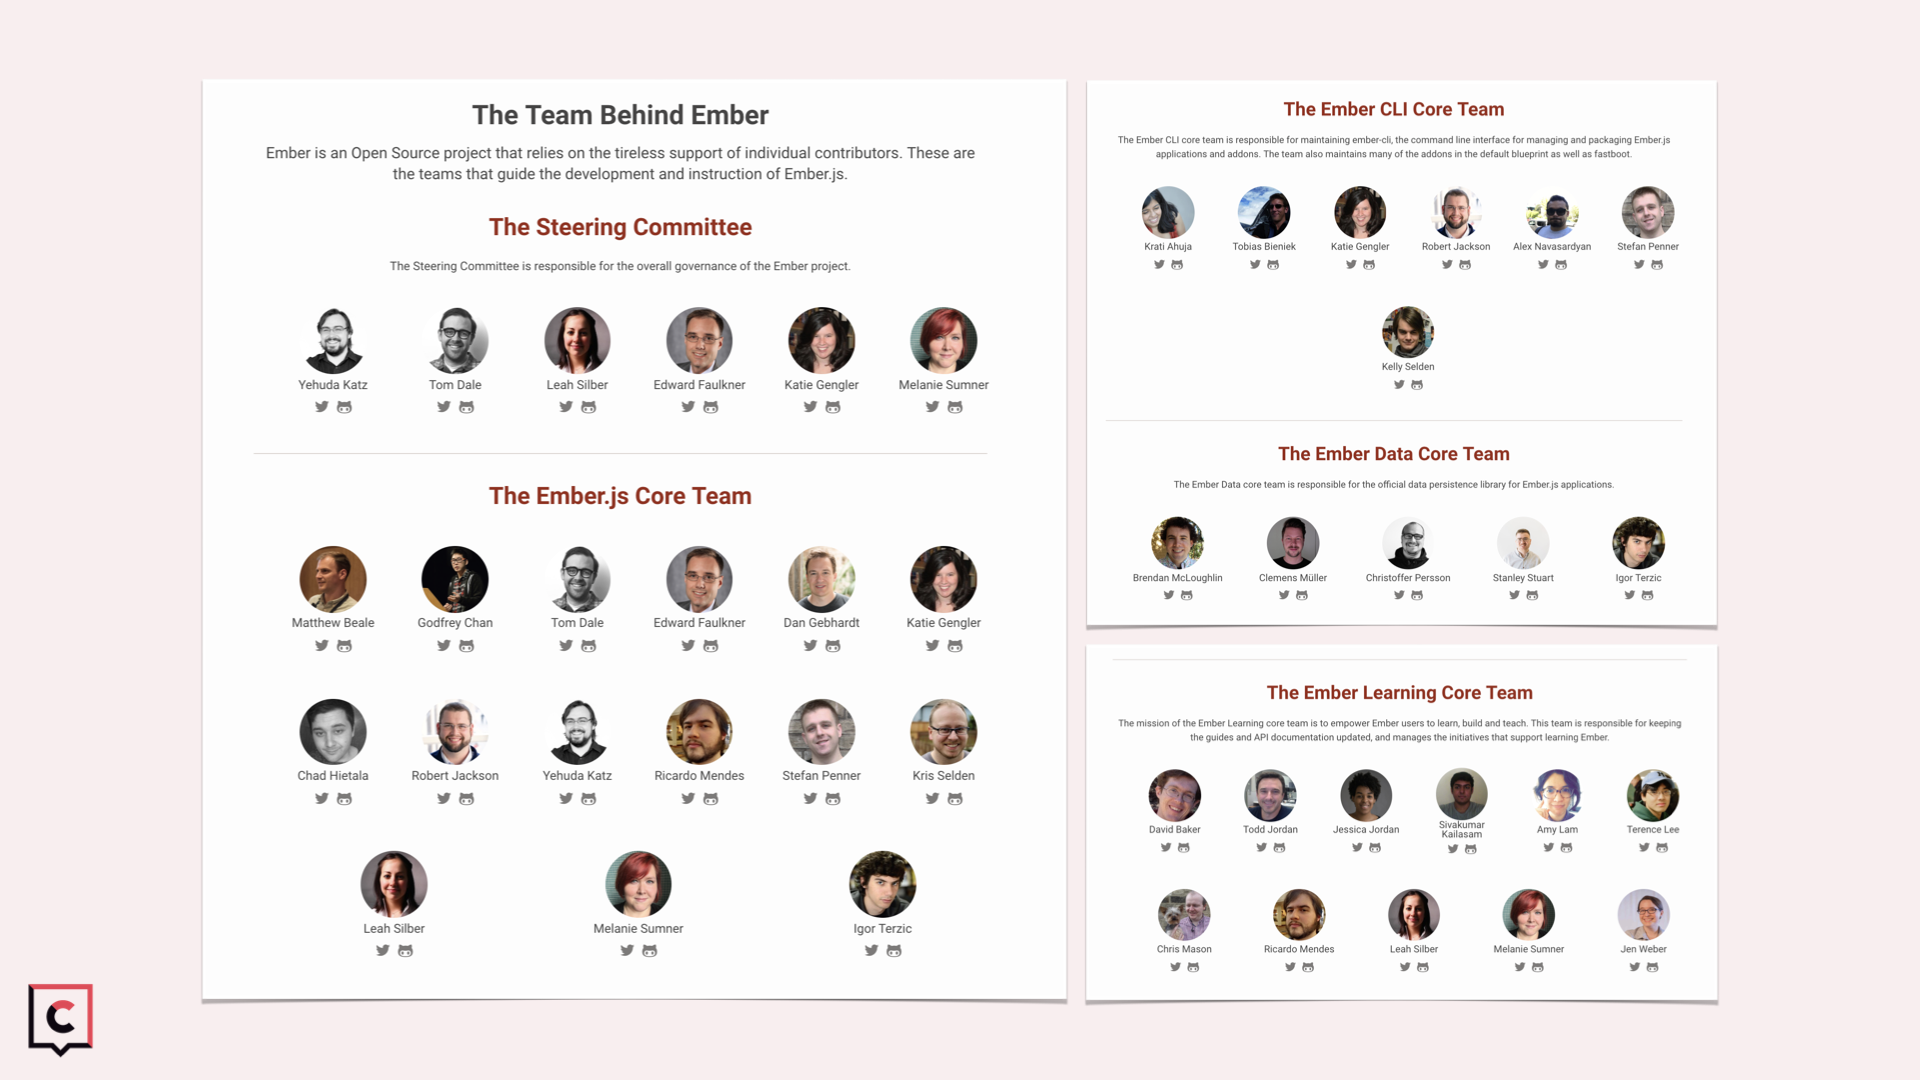 The Team Behind Ember
Ember is an Open Source project that relies on the tireless support of individual contributors. These are
the teams that guide the development and instruction of Ember.js.
The Steering Committee
The Steering Committee is responsible for the overall governance of the Ember project.
Yehuda Katz
Tom Dale
Leah Silber
Edward Faulkner
Katie Gengler
Melanie Sumner
The Ember.js Core Team
Matthew Beale
Godfrey Chan
Tom Dale
Edward Faulkner
Dan Gebhardt
Katie Gengler
Chad Hietala
Robert Jackson
Yehuda Katz
Ricardo Mendes
Stefan Penner
Kris Selden
Leah Silber
Melanie Sumner
Igor Terzic
The Ember CLI Core Team
The Ember CLI core team is responsible for maintaining ember-cli, the command line interface for managing and packaging Ember.js
applications and addons. The team also maintains many of the addons in the default blueprint as well as fastboot.
Krati Ahuja
Tobias Bieniek
Katie Gengler
Robert Jackson
Alex Navasardyan
Stefan Penner
Kelly Selden
The Ember Data Core Team
The Ember Data core team is responsible for the official data persistence library for Ember.js applications.
Brendan McLoughlin
Clemens Müller
Christoffer Persson
Stanley Stuart
Igor Terzic
The Ember Learning Core Team
The mission of the Ember Learning core team is to empower Ember users to learn, build and teach. This team is responsible for keeping
the guides and API documentation updated, and manages the initiatives that support learning Ember.
David Baker
Todd Jordan
Jessica Jordan
Sivakumar
Kailasam
Amy Lam
Terence Lee
Chris Mason
Ricardo Mendes
Leah Silber
Melanie Sumner
Jen Weber
C